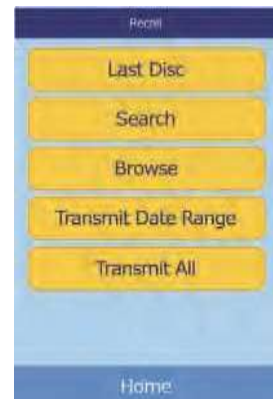 Recall
Last Disc
Search
Browse
Transmit Date Range
Transmit All
Home